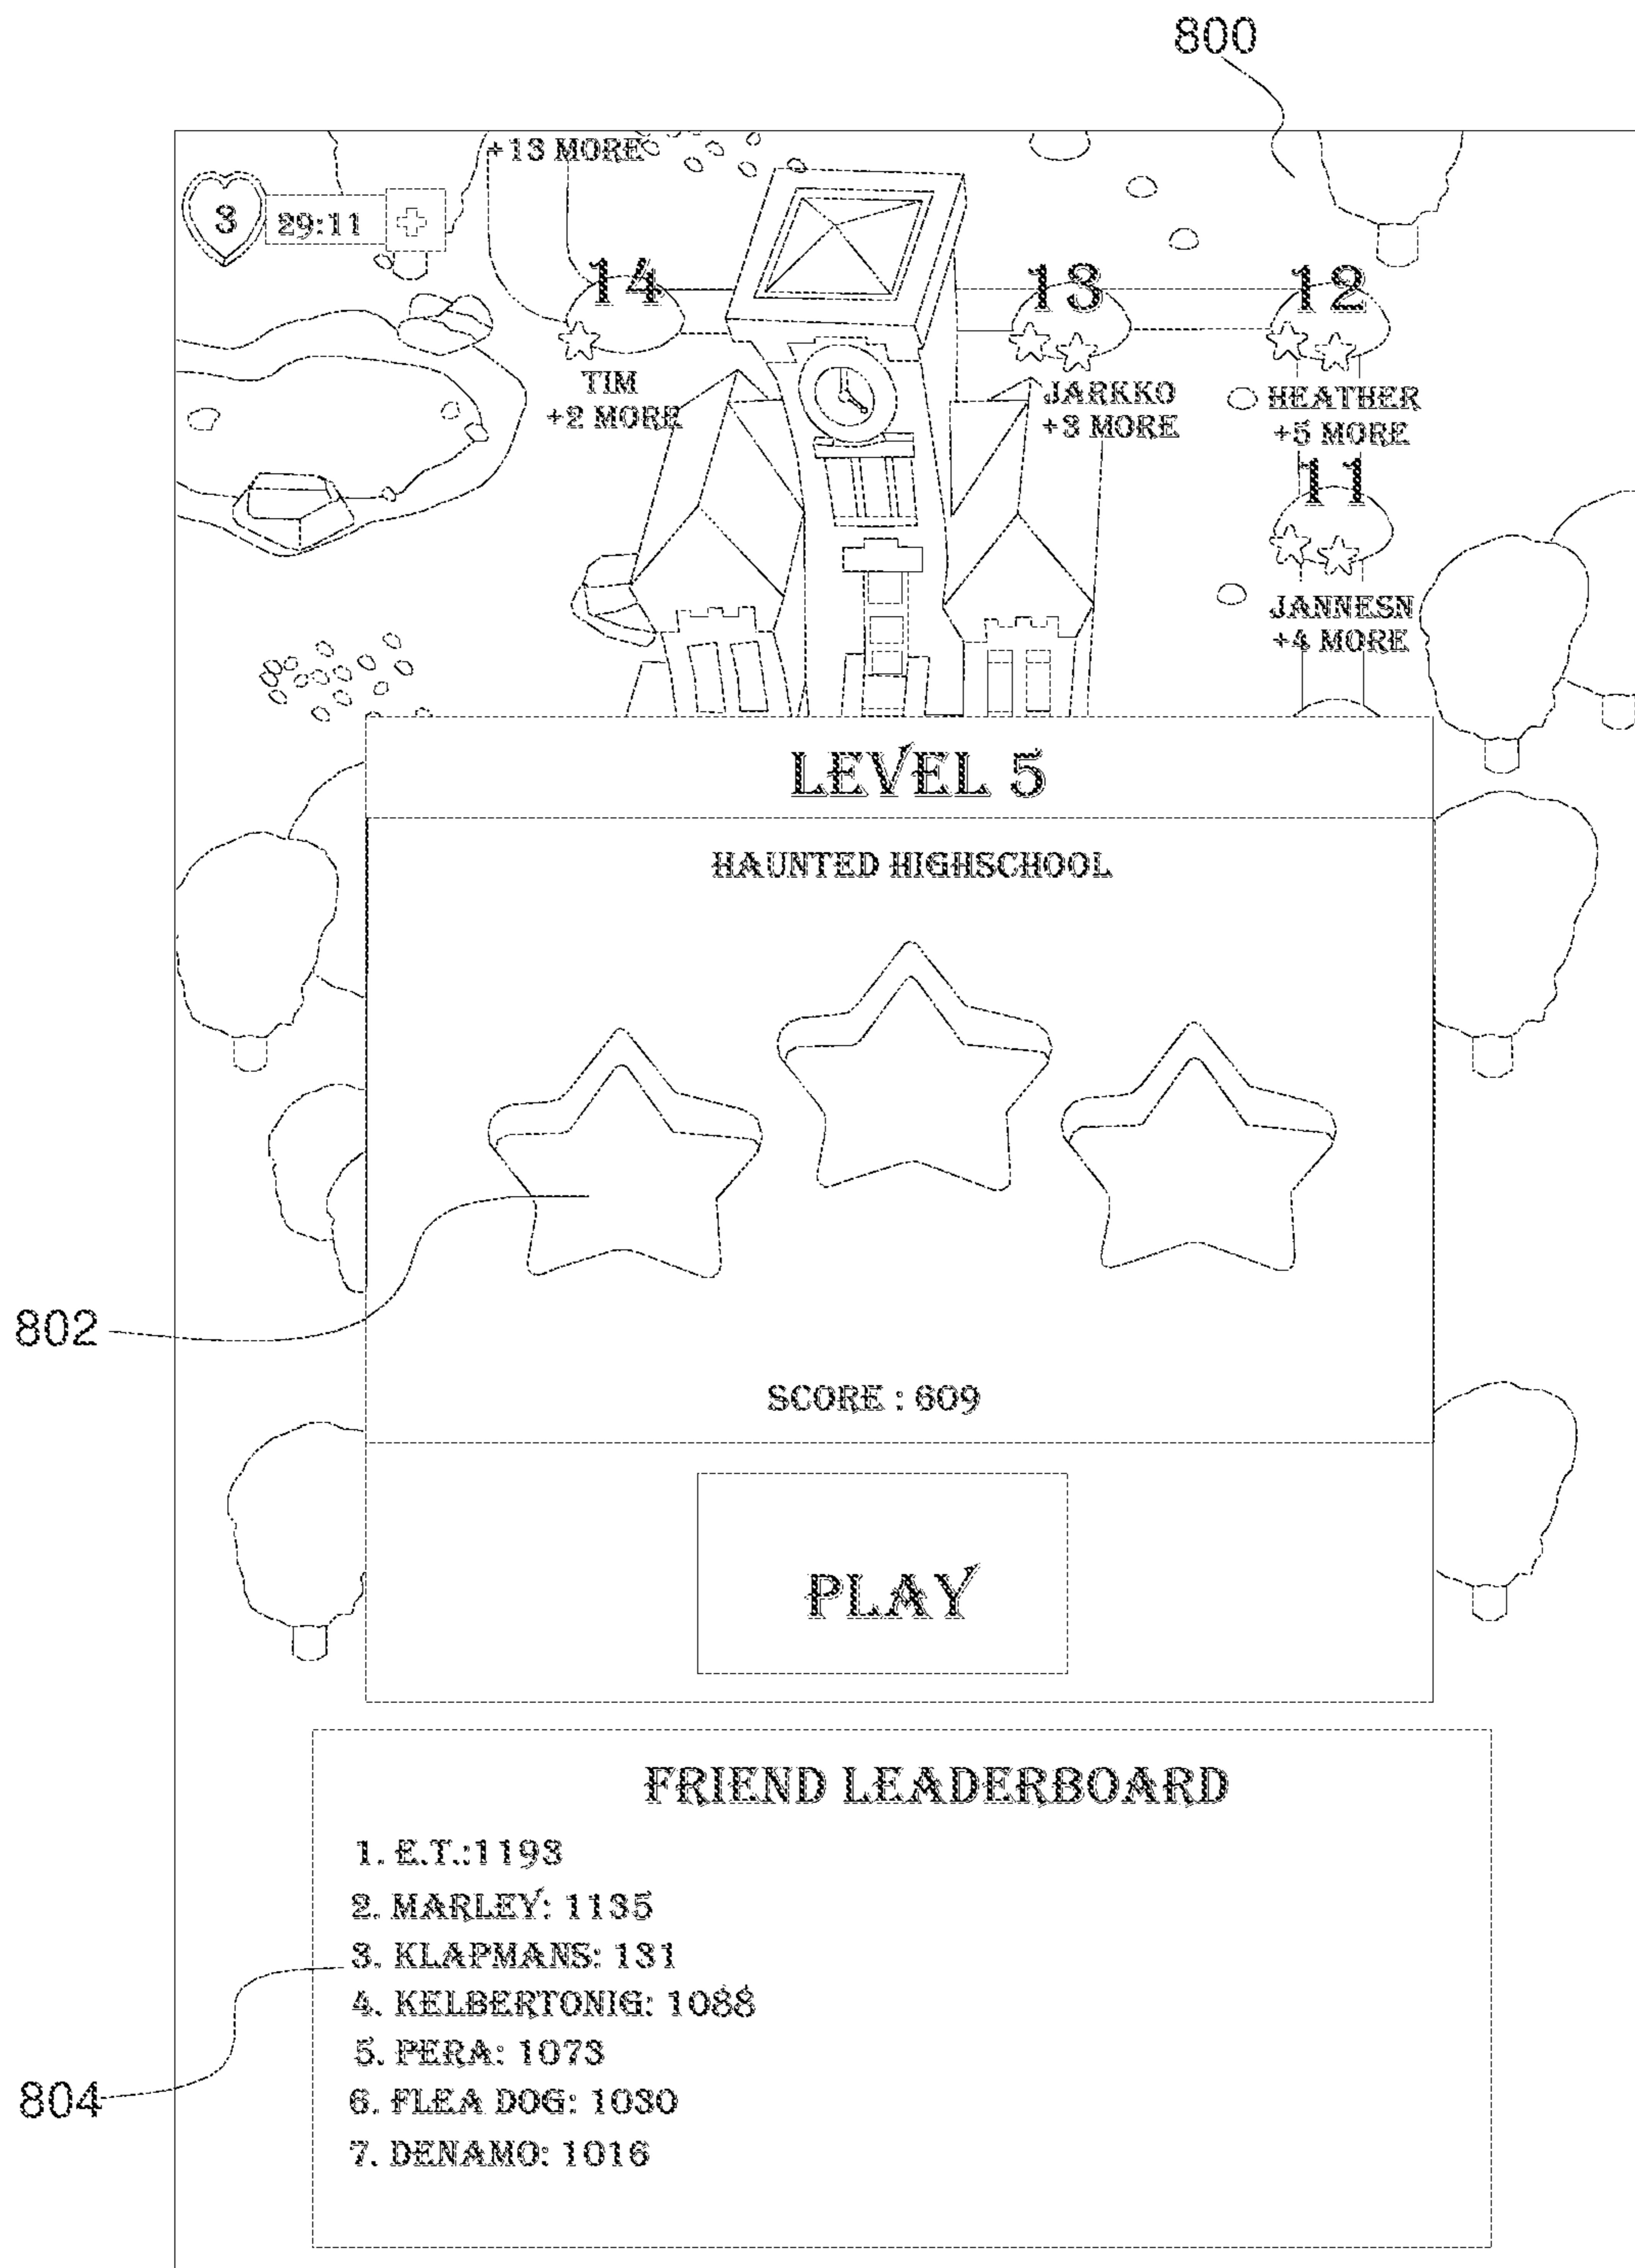 800
+13 MORE
3
29:11
14
13
12
TIM
+2 MORE
JARKKO
+3 MORE
HEATHER
+5 MORE
11
JANNESN
+4 MORE
LEVEL 5
HAUNTED HIGHSCHOOL
802
SCORE : 609
PLAY
FRIEND LEADERBOARD
1. E.T.:1193
2. MARLEY: 1135
3. KLAPMANS: 131
4. KELBERTONIG: 1088
5. PERA: 1073
804
6. FLEA DOG: 1030
7. DENAMO: 1016